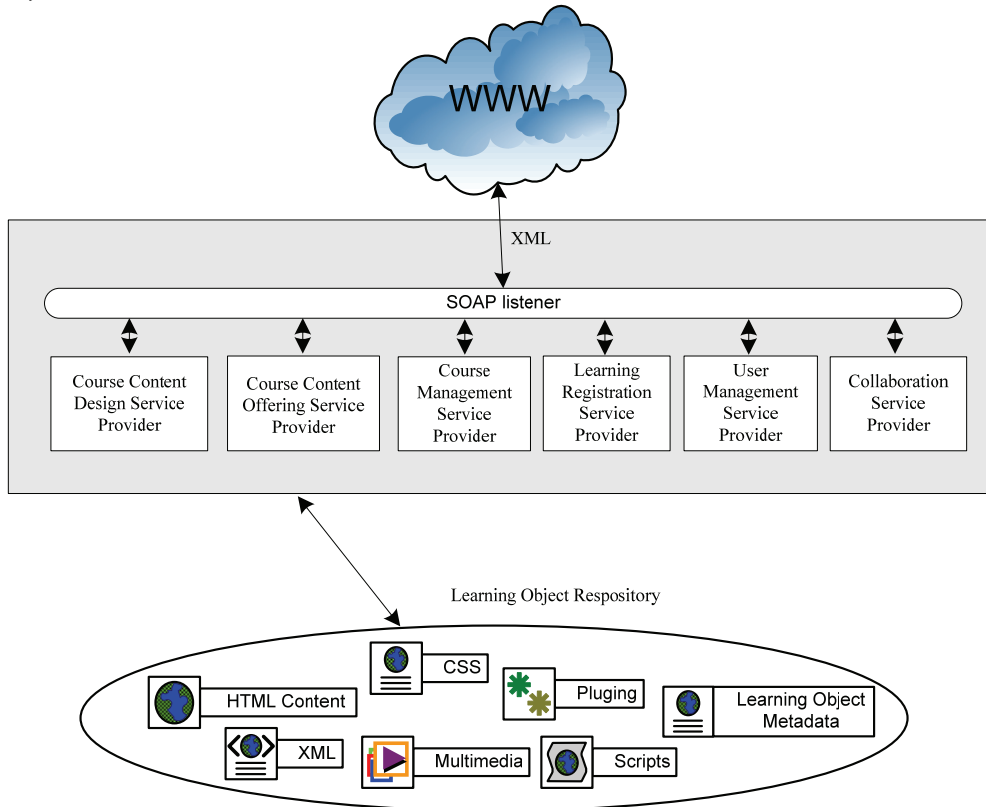 WWW
XML
SOAP listener
Course Content
Design Service
Provider
Course Content
Offering Service
Provider
Course
Management
Service
Provider
Learning
Registration
Service
Provider
User
Management
Service
Provider
Collaboration
Service
Provider
Learning Object Respository
CSS
HTML Content
Pluging
Learning Object
Metadata
XML
Multimedia
Scripts